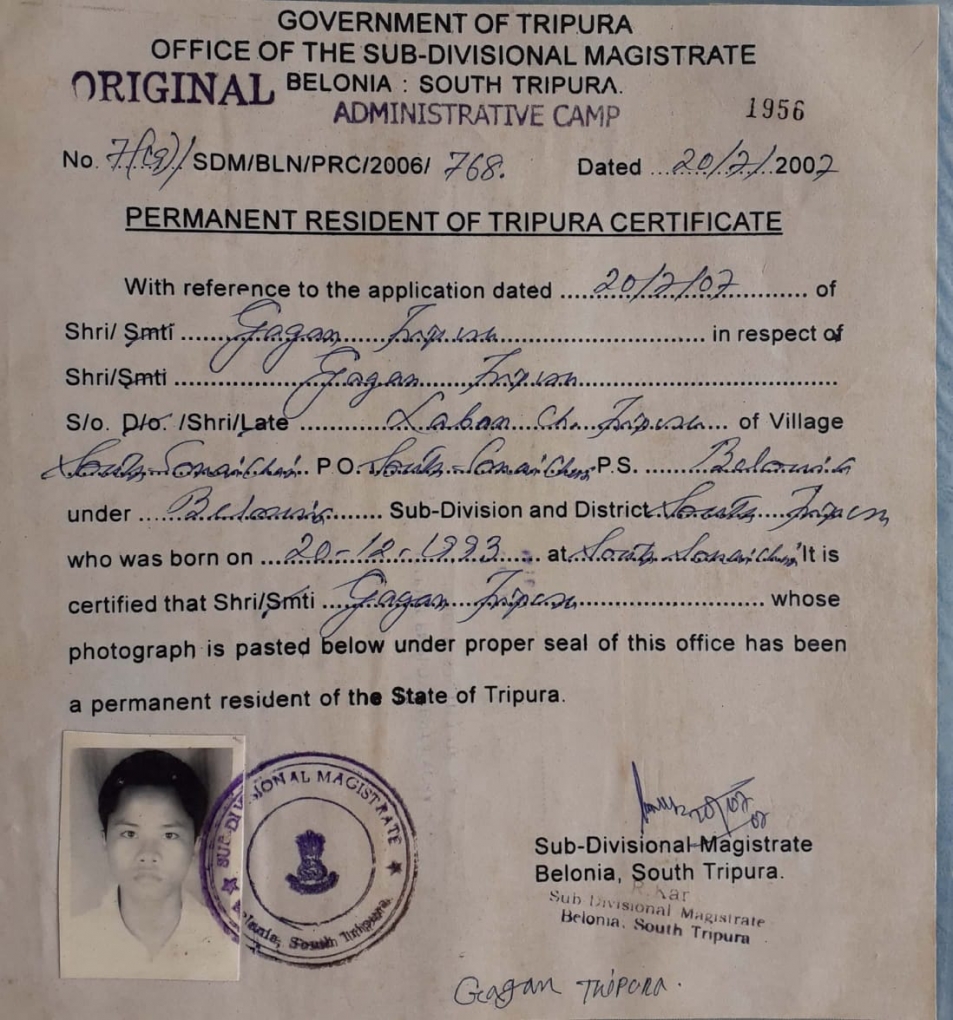 GOVERNMENT OF TRIPURA
OFFICE OF THE SUB-DIVISIONAL MAGISTRATE
ORIGINAL BELONIA : SOUTH TRIPURA.
ADMINISTRATIVE CAMP 1956
No. 7(19)/SDM/BLN/PRC/2006/ 768. Dated ...20/7/.2007
PERMANENT RESIDENT OF TRIPURA CERTIFICATE
With reference to the application dated ....20/7/07.......... of
Shri/ Smti ......Gagan Tripura.......... in respect of
Shri/Smti ..........Gagan Tripura..........
S/o. D/o. /Shri/Late ..........Laban Ch. Tripura.... of Village
South Sonaichari P.O. South Sonaichari P.S. ......Belonia
under ...Belonia....... Sub-Division and District South Tripura
who was born on ...20-12-1993.... at South Sonaichari It is
certified that Shri/Smti ...Gagan Tripura.......... whose
photograph is pasted below under proper seal of this office has been
a permanent resident of the State of Tripura.
SUB-DIVISIONAL MAGISTRATE
Belonia, South Tripura.
Sub-Divisional Magistrate
Belonia, South Tripura.
R. Kar
Sub Divisional Magistrate
Belonia, South Tripura
Gagan Tripura.